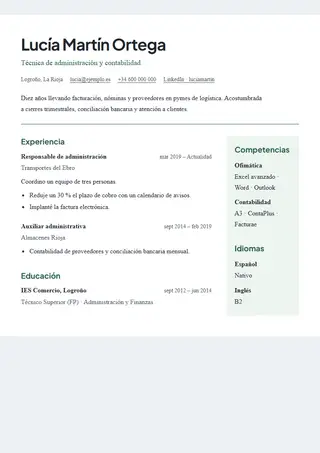 Lucía Martín Ortega
Técnica de administración y contabilidad
Logroño, La Rioja lucia@ejemplo.es +34 600 000 000 LinkedIn · luciamartin
Diez años llevando facturación, nóminas y proveedores en pymes de logística. Acostumbrada
a cierres trimestrales, conciliación bancaria y atención a clientes.
Experiencia
Responsable de administración mar 2019 – Actualidad
Transportes del Ebro
Coordino un equipo de tres personas.
• Reduje un 30 % el plazo de cobro con un calendario de avisos.
• Implanté la factura electrónica.
Auxiliar administrativa sept 2014 – feb 2019
Almacenes Rioja
• Contabilidad de proveedores y conciliación bancaria mensual.
Educación
IES Comercio, Logroño sept 2012 – jun 2014
Técnico Superior (FP) · Administración y Finanzas
Competencias
Ofimática
Excel avanzado ·
Word · Outlook
Contabilidad
A3 · ContaPlus ·
Facturae
Idiomas
Español
Nativo
Inglés
B2